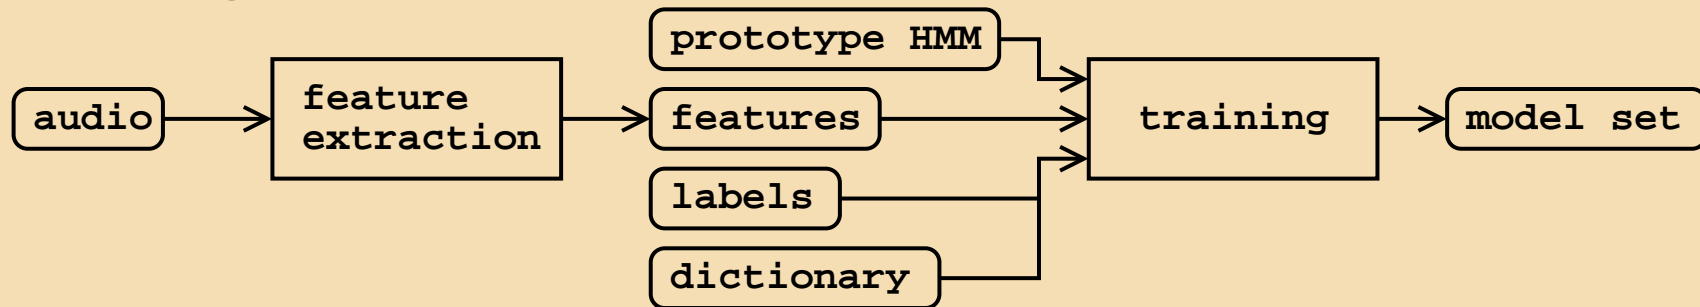 prototype HMM
audio
feature
extraction
features
training
model set
labels
dictionary